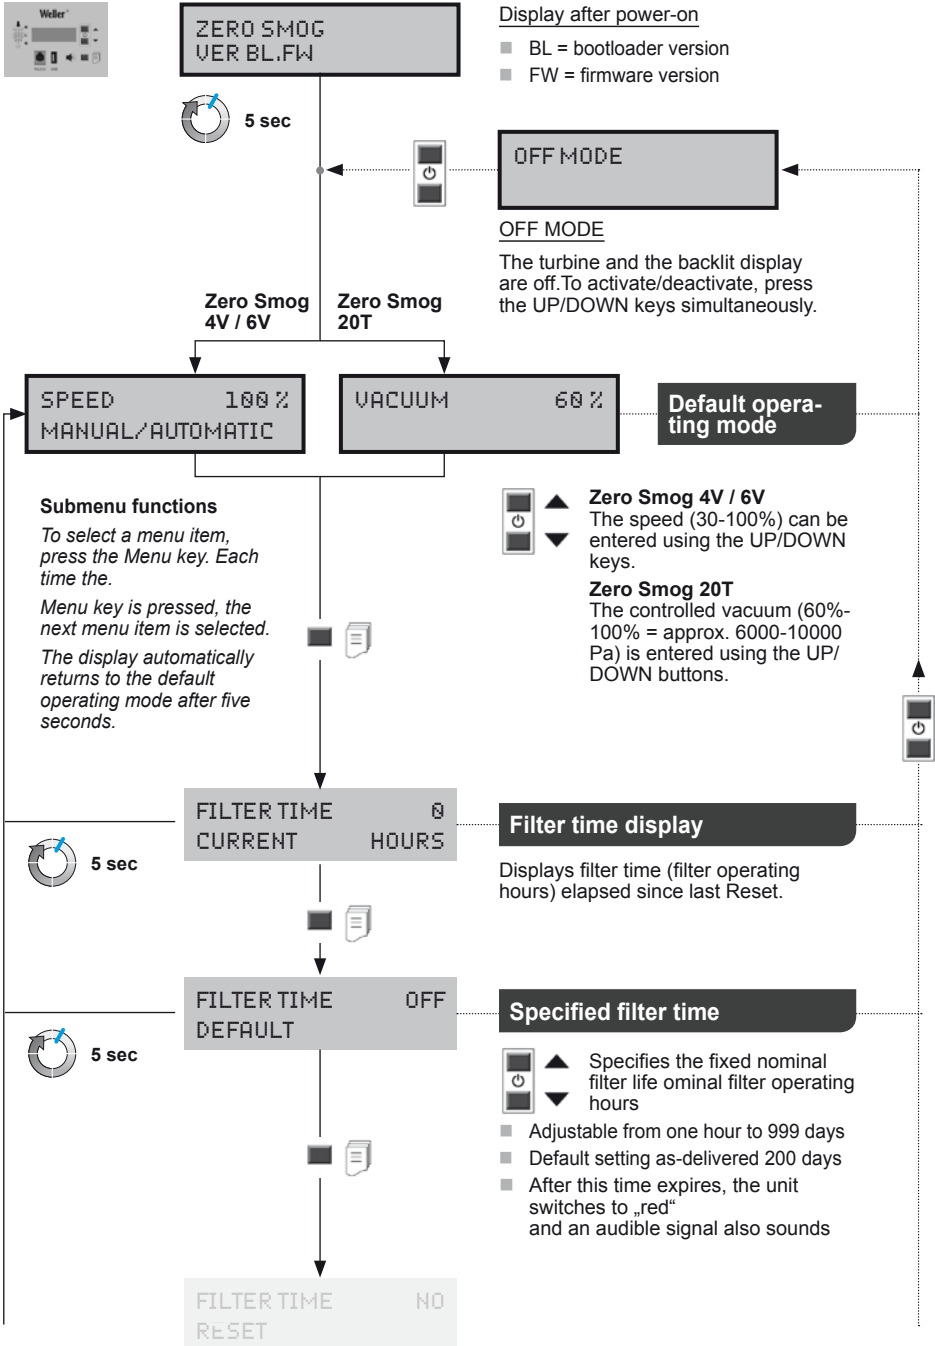 Weller
ZERO SMOG
VER BL.FW
Display after power-on
BL = bootloader version
FW = firmware version
5 sec
OFF MODE
OFF MODE
The turbine and the backlit display
are off.To activate/deactivate, press
the UP/DOWN keys simultaneously.
Zero Smog
4V / 6V
Zero Smog
20T
SPEED 100 %
MANUAL/AUTOMATIC
VACUUM 60 %
Default opera-
ting mode
Submenu functions
To select a menu item,
press the Menu key. Each
time the.
Menu key is pressed, the
next menu item is selected.
The display automatically
returns to the default
operating mode after five
seconds.
Zero Smog 4V / 6V
The speed (30-100%) can be
entered using the UP/DOWN
keys.
Zero Smog 20T
The controlled vacuum (60%-
100% = approx. 6000-10000
Pa) is entered using the UP/
DOWN buttons.
FILTER TIME 0
CURRENT HOURS
5 sec
Filter time display
Displays filter time (filter operating
hours) elapsed since last Reset.
FILTER TIME OFF
DEFAULT
5 sec
Specified filter time
Specifies the fixed nominal
filter life ominal filter operating
hours
Adjustable from one hour to 999 days
Default setting as-delivered 200 days
After this time expires, the unit
switches to „red“
and an audible signal also sounds
FILTER TIME NO
RESET